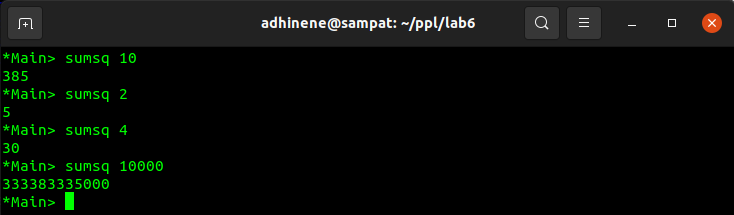 adhinene@sampat: ~/ppl/lab6
*Main> sumsq 10
385
*Main> sumsq 2
5
*Main> sumsq 4
30
*Main> sumsq 10000
333383335000
*Main>